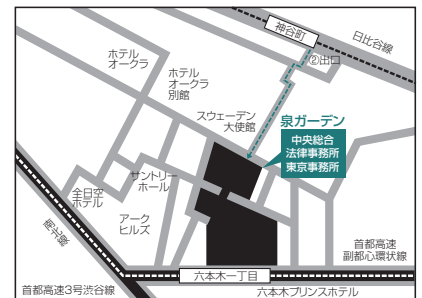 神谷町
日比谷線
②出口
ホテル
オークラ
ホテル
オークラ
別館
スウェーデン
大使館
泉ガーデン
中央総合
法律事務所
東京事務所
サントリー
ホール
全日空
ホテル
アーク
ヒルズ
南北線
首都高速
副都心環状線
六本木一丁目
首都高速3号渋谷線
六本木プリンスホテル